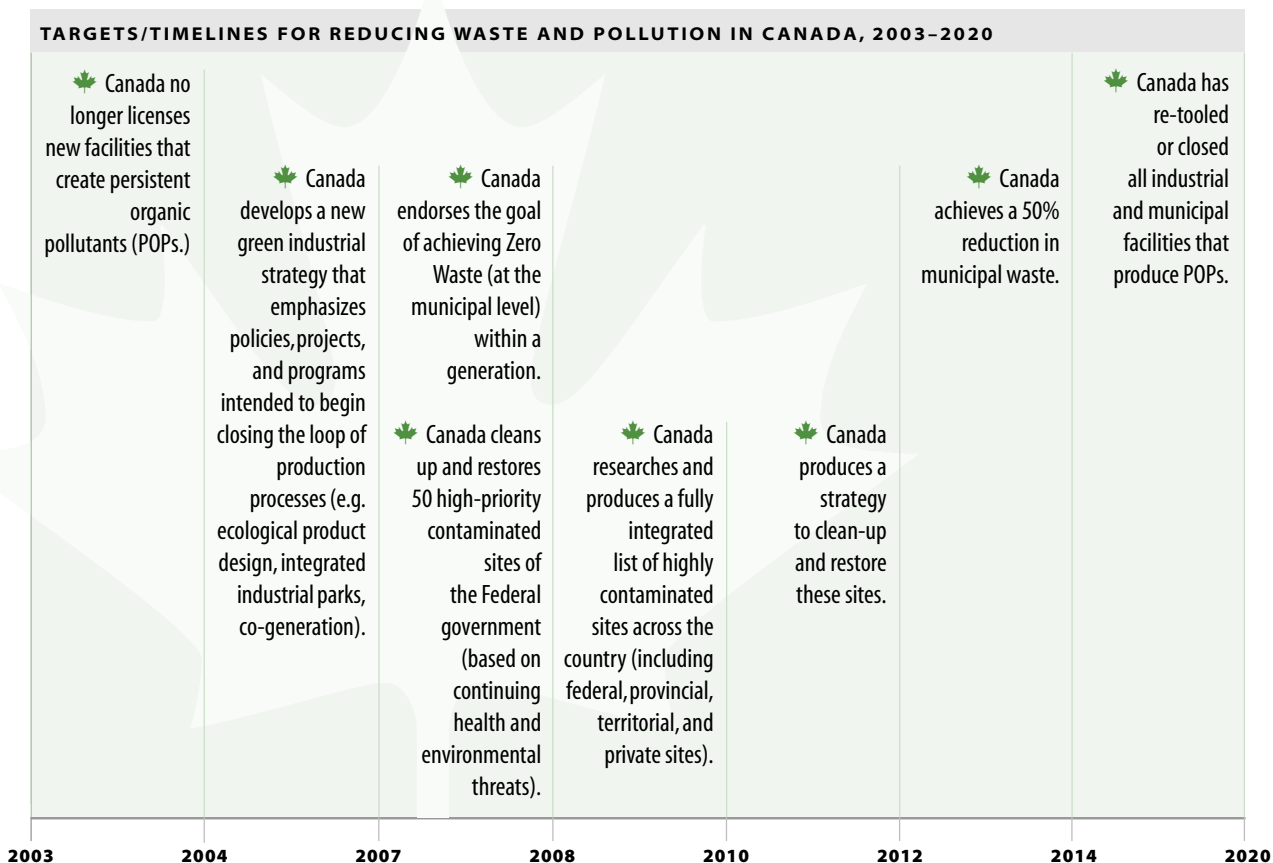 TARGETS/TIMELINES FOR REDUCING WASTE AND POLLUTION IN CANADA, 2003–2020
Canada no
longer licenses
new facilities that
create persistent
organic
pollutants (POPs.)
Canada
develops a new
green industrial
strategy that
emphasizes
policies, projects,
and programs
intended to begin
closing the loop of
production
processes (e.g.
ecological product
design, integrated
industrial parks,
co-generation).
Canada
endorses the goal
of achieving Zero
Waste (at the
municipal level)
within a
generation.
Canada cleans
up and restores
50 high-priority
contaminated
sites of
the Federal
government
(based on
continuing
health and
environmental
threats).
Canada
researches and
produces a fully
integrated
list of highly
contaminated
sites across the
country (including
federal, provincial,
territorial, and
private sites).
Canada
produces a
strategy
to clean-up
and restore
these sites.
Canada
achieves a 50%
reduction in
municipal waste.
Canada has
re-tooled
or closed
all industrial
and municipal
facilities that
produce POPs.
2003 2004 2007 2008 2010 2012 2014 2020